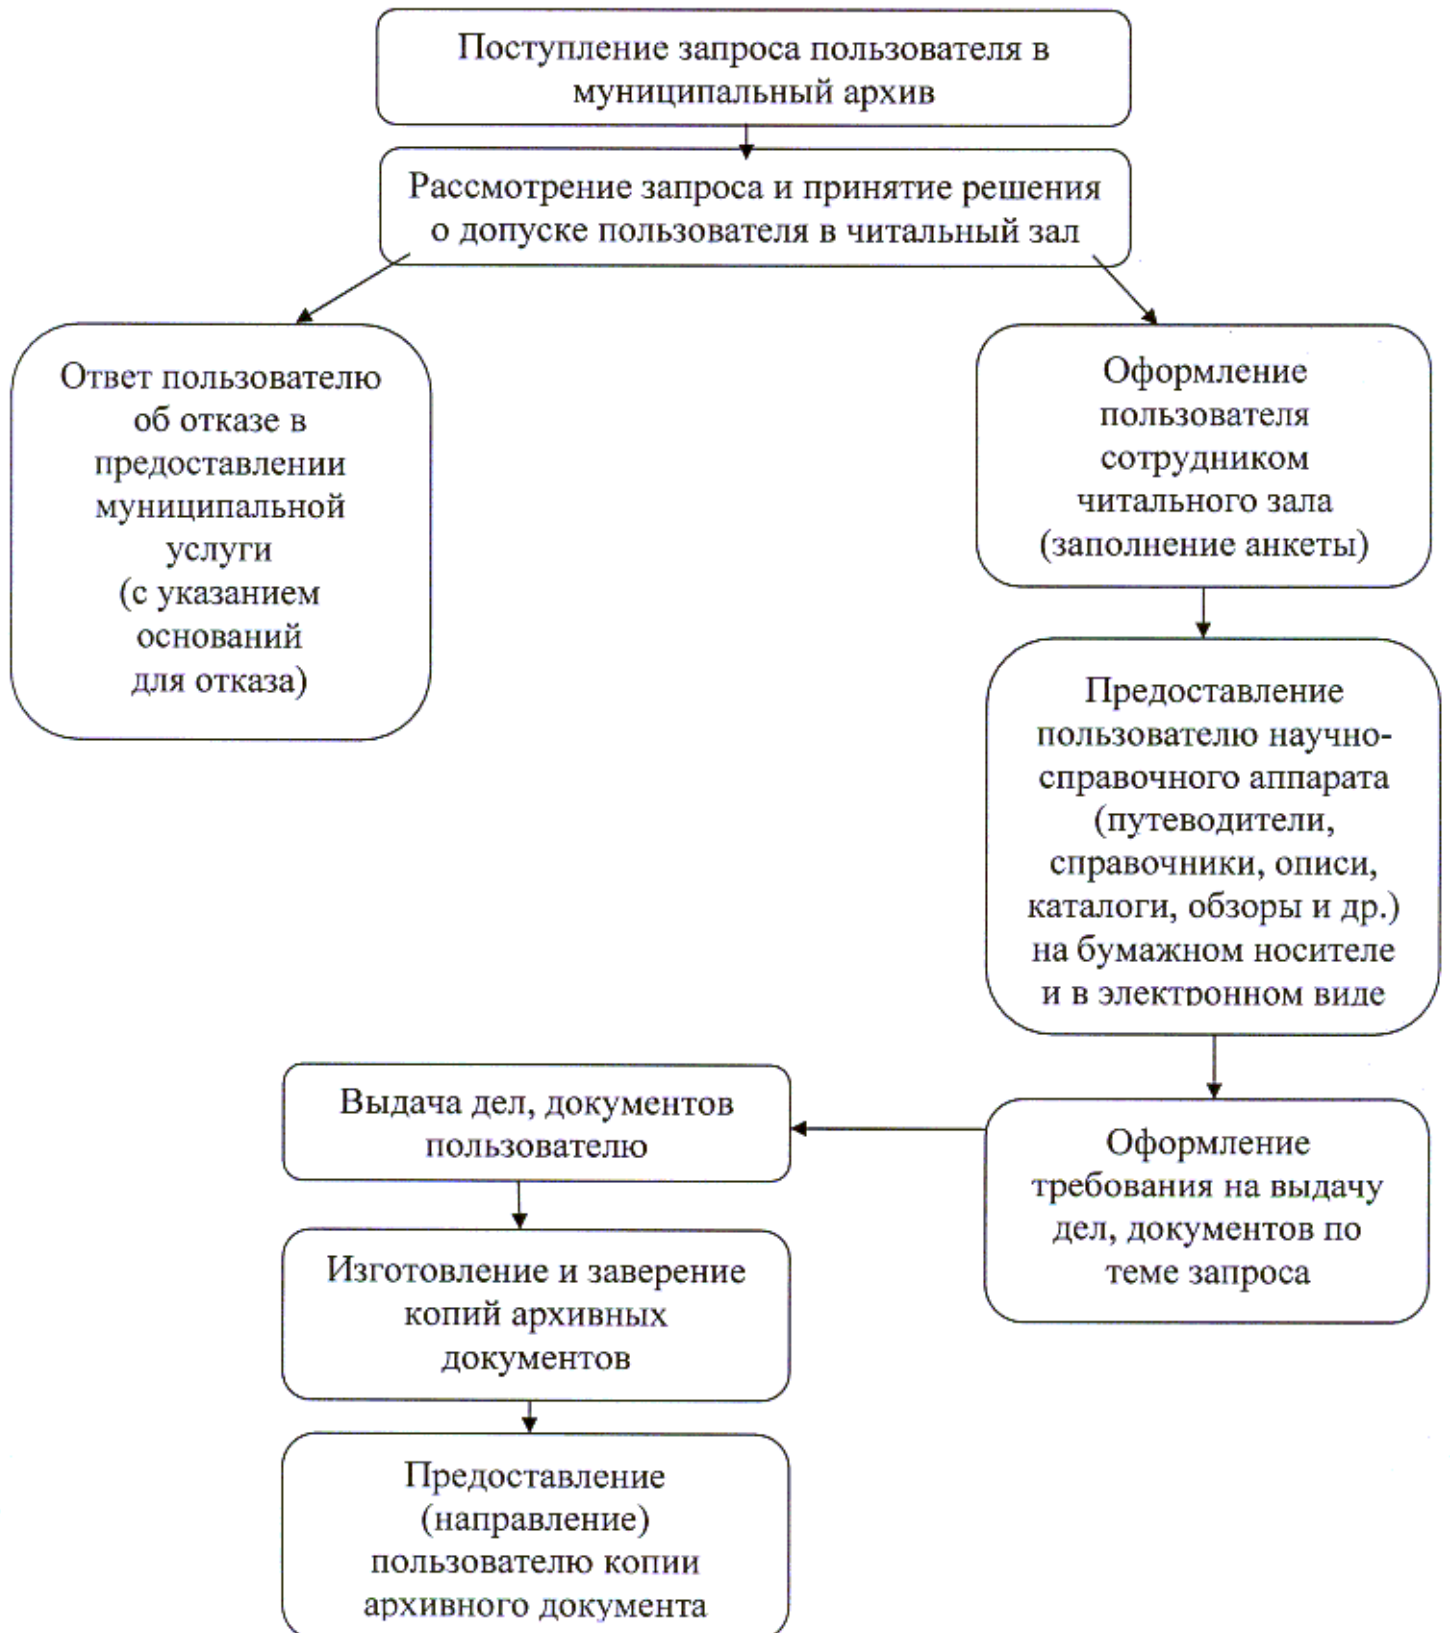 Поступление запроса пользователя в
муниципальный архив
Рассмотрение запроса и принятие решения
о допуске пользователя в читальный зал
Ответ пользователю
об отказе в
предоставлении
муниципальной
услуги
(с указанием
оснований
для отказа)
Оформление
пользователя
сотрудником
читального зала
(заполнение анкеты)
Предоставление
пользователю научно-
справочного аппарата
(путеводители,
справочники, описи,
каталоги, обзоры и др.)
на бумажном носителе
и в электронном виде
Оформление
требования на выдачу
дел, документов по
теме запроса
Выдача дел, документов
пользователю
Изготовление и заверение
копий архивных
документов
Предоставление
(направление)
пользователю копии
архивного документа